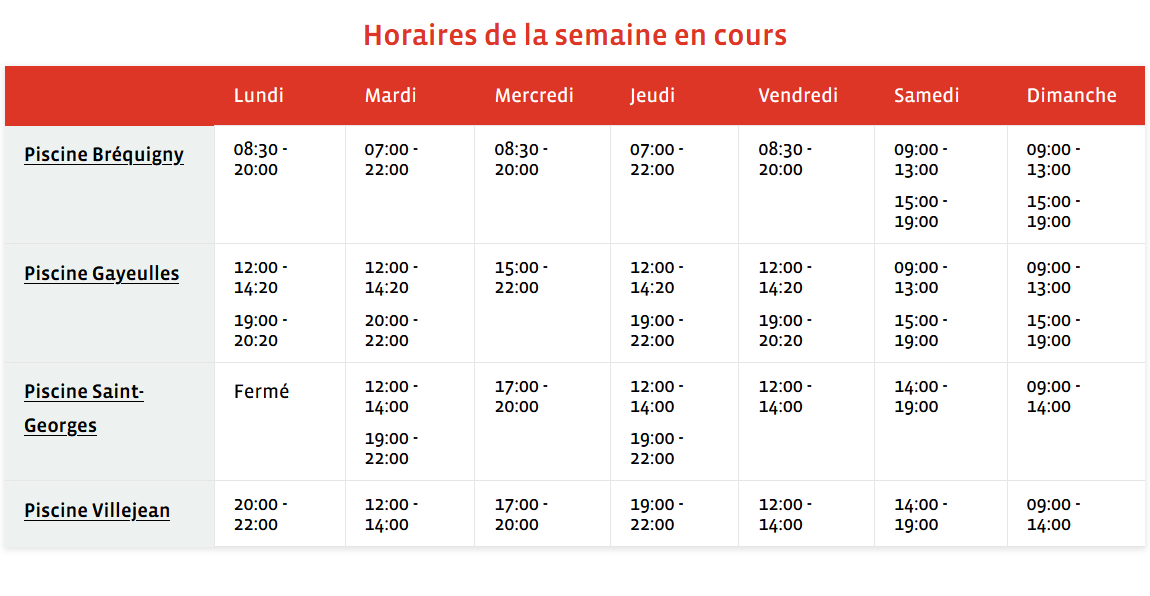 Horaires de la semaine en cours
Lundi Mardi Mercredi Jeudi Vendredi Samedi Dimanche
Piscine Bréquigny 08:30 - 07:00 - 08:30 - 07:00 - 08:30 - 09:00 - 09:00 -
20:00 22:00 20:00 22:00 20:00 13:00 13:00
15:00 - 15:00 -
19:00 19:00
Piscine Gayeulles 12:00 - 12:00 - 15:00 - 12:00 - 12:00 - 09:00 - 09:00 -
14:20 14:20 22:00 14:20 14:20 13:00 13:00
19:00 - 20:00 - 19:00 - 19:00 - 15:00 - 15:00 -
20:20 22:00 22:00 20:20 19:00 19:00
Piscine Saint- Fermé 12:00 - 17:00 - 12:00 - 12:00 - 14:00 - 09:00 -
14:00 20:00 14:00 14:00 19:00 14:00
Georges 19:00 - 19:00 -
22:00 22:00
Piscine Villejean 20:00 - 12:00 - 17:00 - 19:00 - 12:00 - 14:00 - 09:00 -
22:00 14:00 20:00 22:00 14:00 19:00 14:00